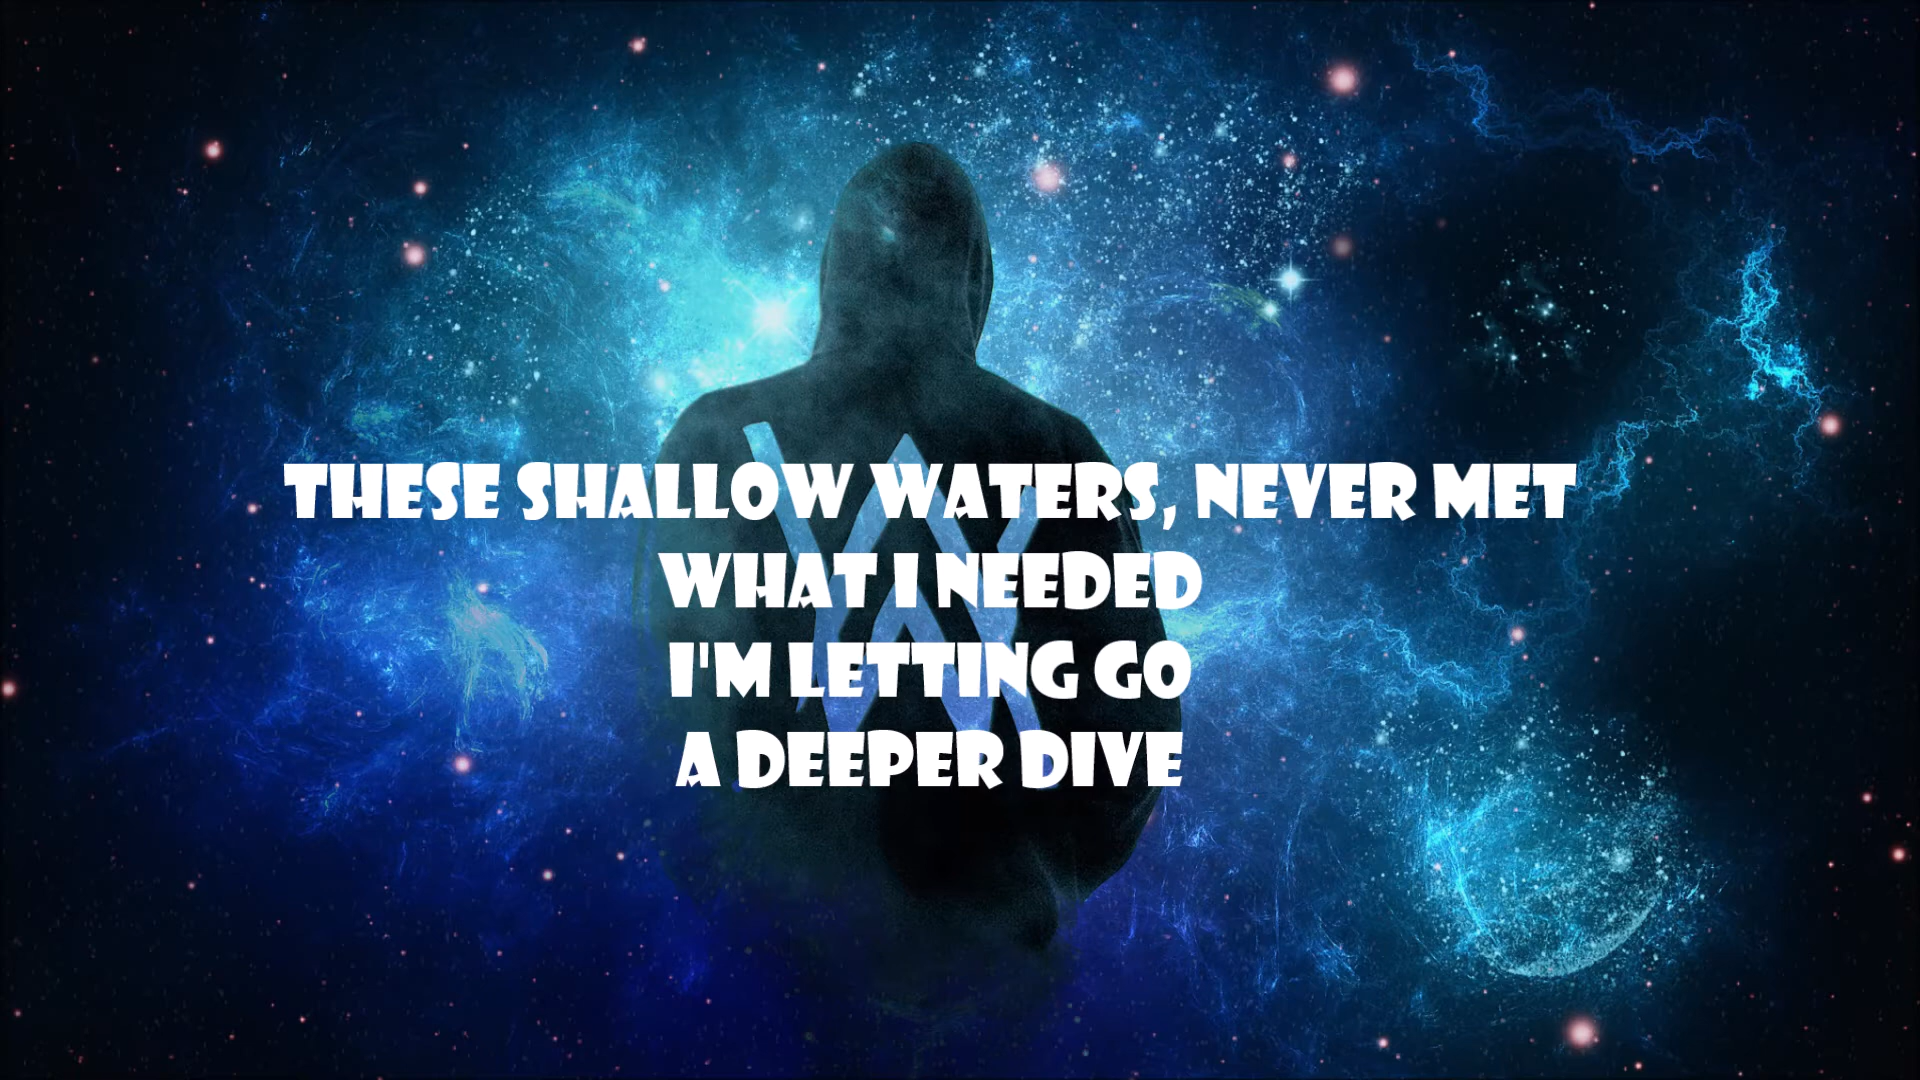 THESE SHALLOW WATERS, NEVER MET
WHAT I NEEDED
I'M LETTING GO
A DEEPER DIVE